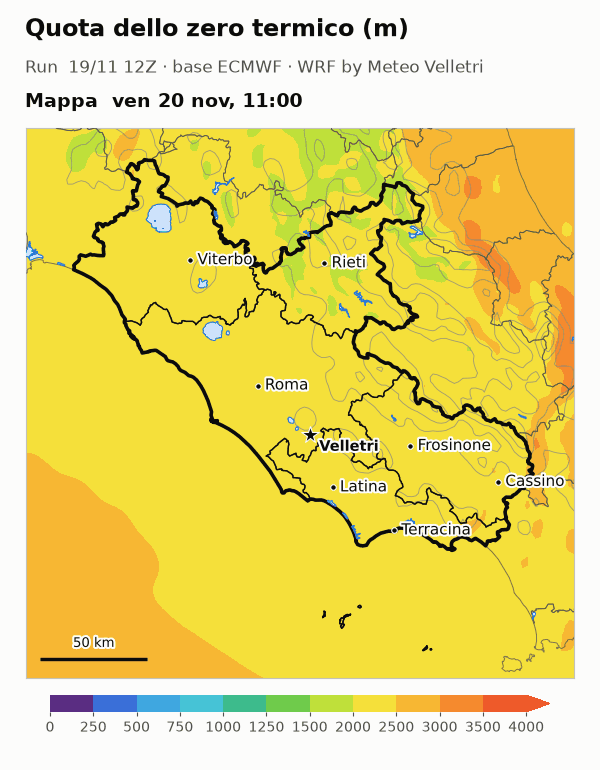 Quota dello zero termico (m)
Run  19/11 12Z · base ECMWF · WRF by Meteo Velletri
Mappa  ven 20 nov, 11:00
Viterbo
Rieti
Roma
Velletri
Frosinone
Cassino
Latina
Terracina
50 km
0 250 500 750 1000 1250 1500 2000 2500 3000 3500 4000